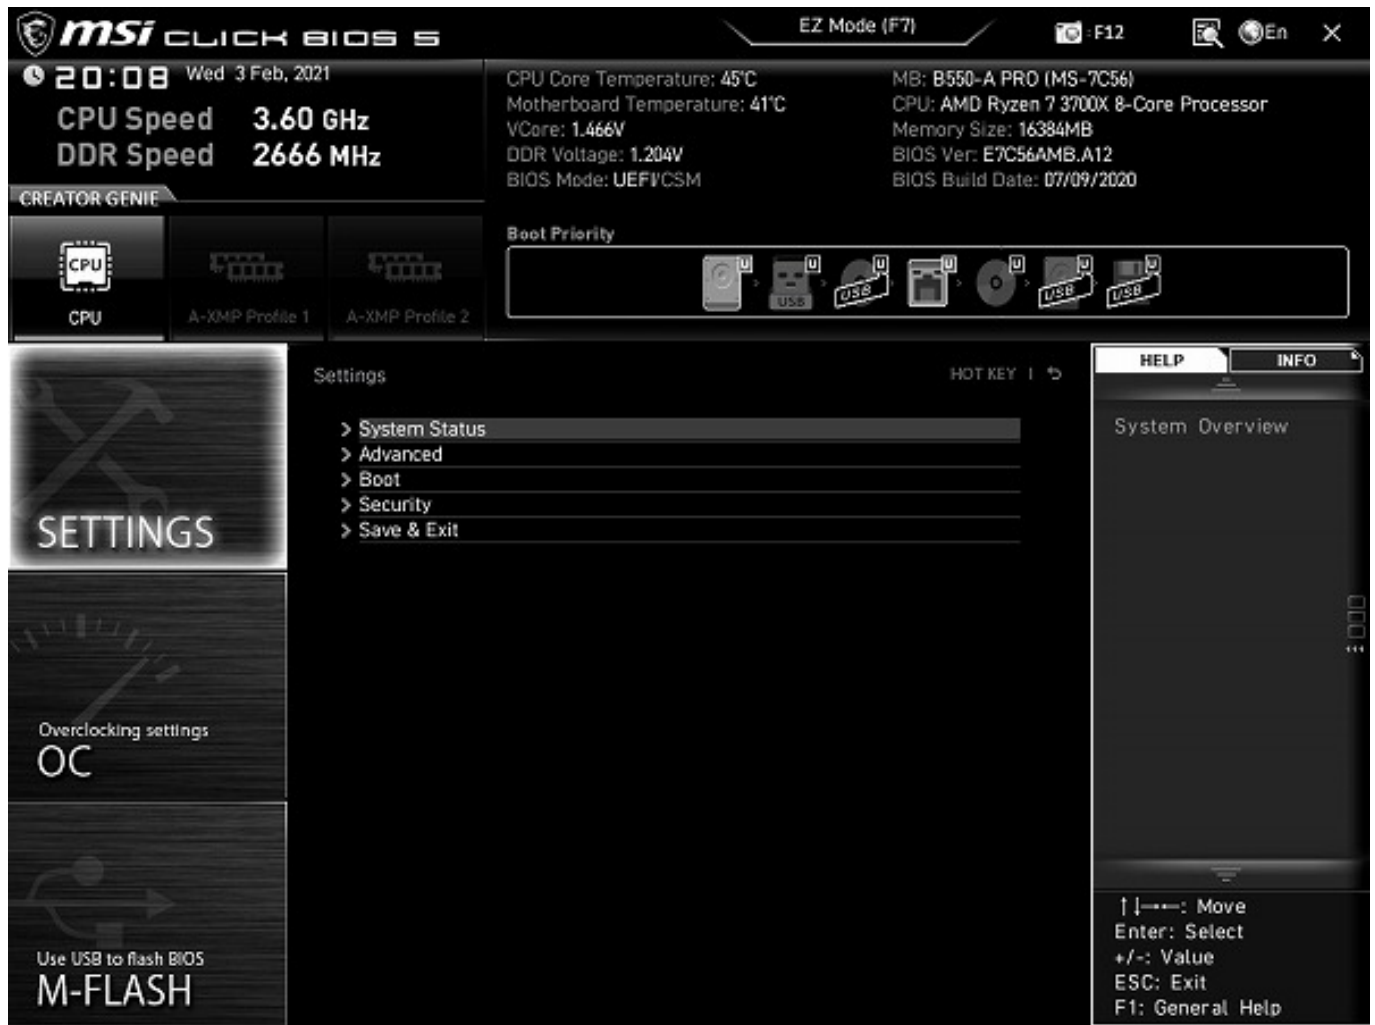 msi CLICK BIOS 5
EZ Mode (F7)
: F12
En
20:08 Wed 3 Feb, 2021
CPU Speed 3.60 GHz
DDR Speed 2666 MHz
CREATOR GENIE
CPU
CPU
A-XMP Profile 1
A-XMP Profile 2
CPU Core Temperature: 45°C
Motherboard Temperature: 41°C
VCore: 1.466V
DDR Voltage: 1.204V
BIOS Mode: UEFI/CSM
MB: B550-A PRO (MS-7C56)
CPU: AMD Ryzen 7 3700X 8-Core Processor
Memory Size: 16384MB
BIOS Ver: E7C56AMB.A12
BIOS Build Date: 07/09/2020
Boot Priority
U U U U U U U
USB USB USB USB
SETTINGS
Overclocking settings
OC
Use USB to flash BIOS
M-FLASH
Settings
HOT KEY |
> System Status
> Advanced
> Boot
> Security
> Save & Exit
HELP
INFO
System Overview
↑↓→←: Move
Enter: Select
+/-: Value
ESC: Exit
F1: General Help